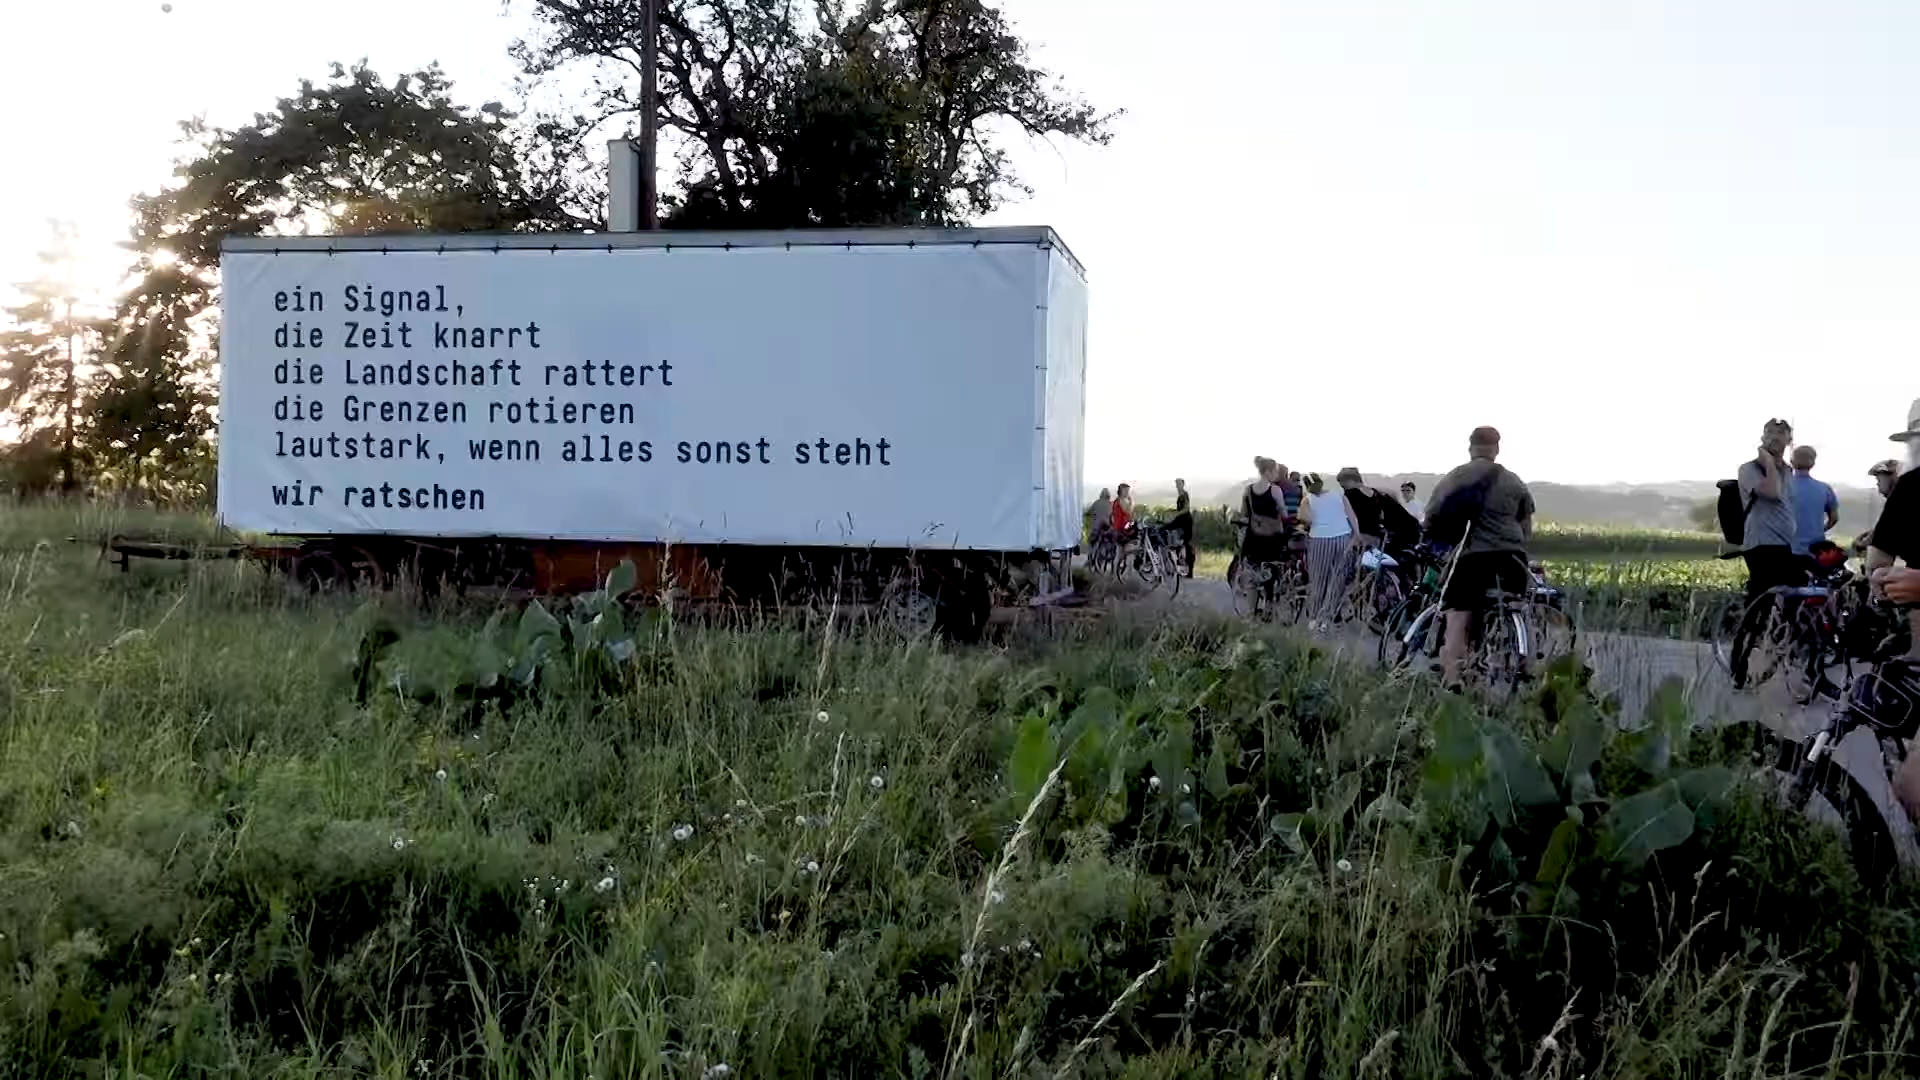 ein Signal,
die Zeit knarrt
die Landschaft rattert
die Grenzen rotieren
lautstark, wenn alles sonst steht
wir ratschen